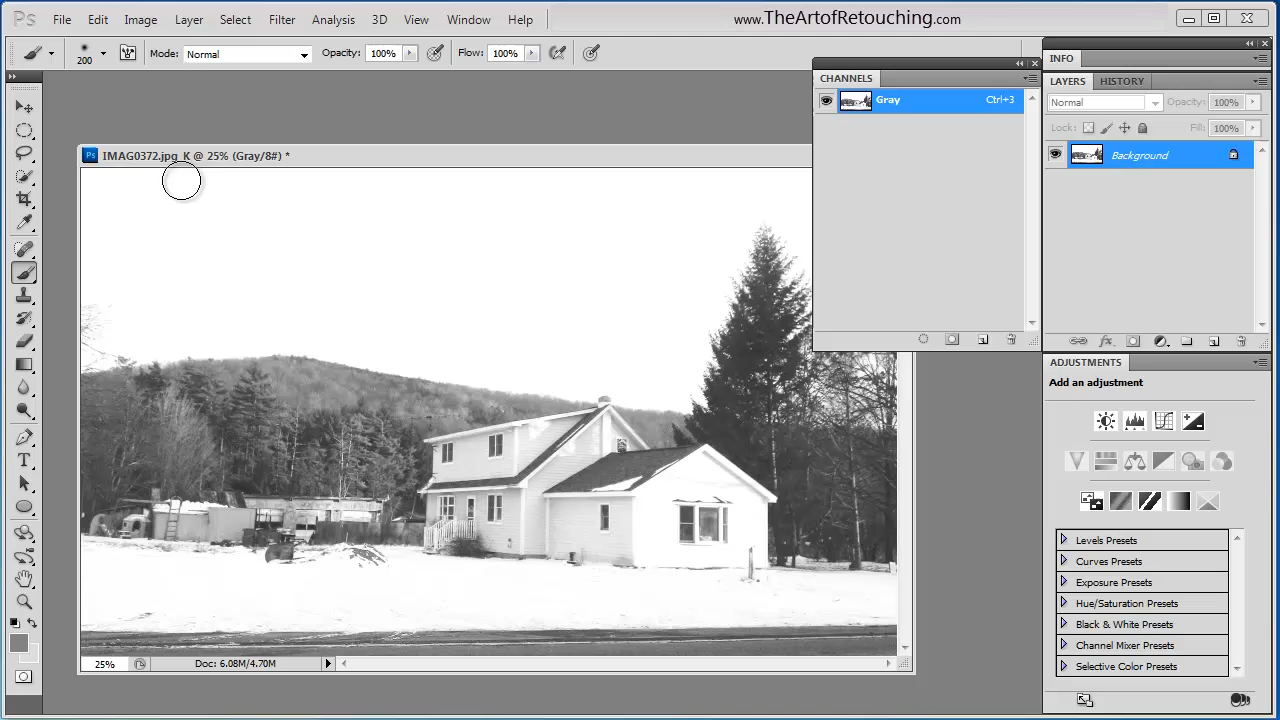 Ps File Edit Image Layer Select Filter Analysis 3D View Window Help www.TheArtofRetouching.com
200 Mode: Normal Opacity: 100% Flow: 100%
INFO
CHANNELS
LAYERS HISTORY
Gray Ctrl+3
Normal Opacity: 100%
Lock: Fill: 100%
Ps IMAG0372.jpg_K @ 25% (Gray/8#) *
Background
ADJUSTMENTS
Add an adjustment
Levels Presets
Curves Presets
Exposure Presets
Hue/Saturation Presets
Black & White Presets
Channel Mixer Presets
Selective Color Presets
25% Doc: 6.08M/4.70M